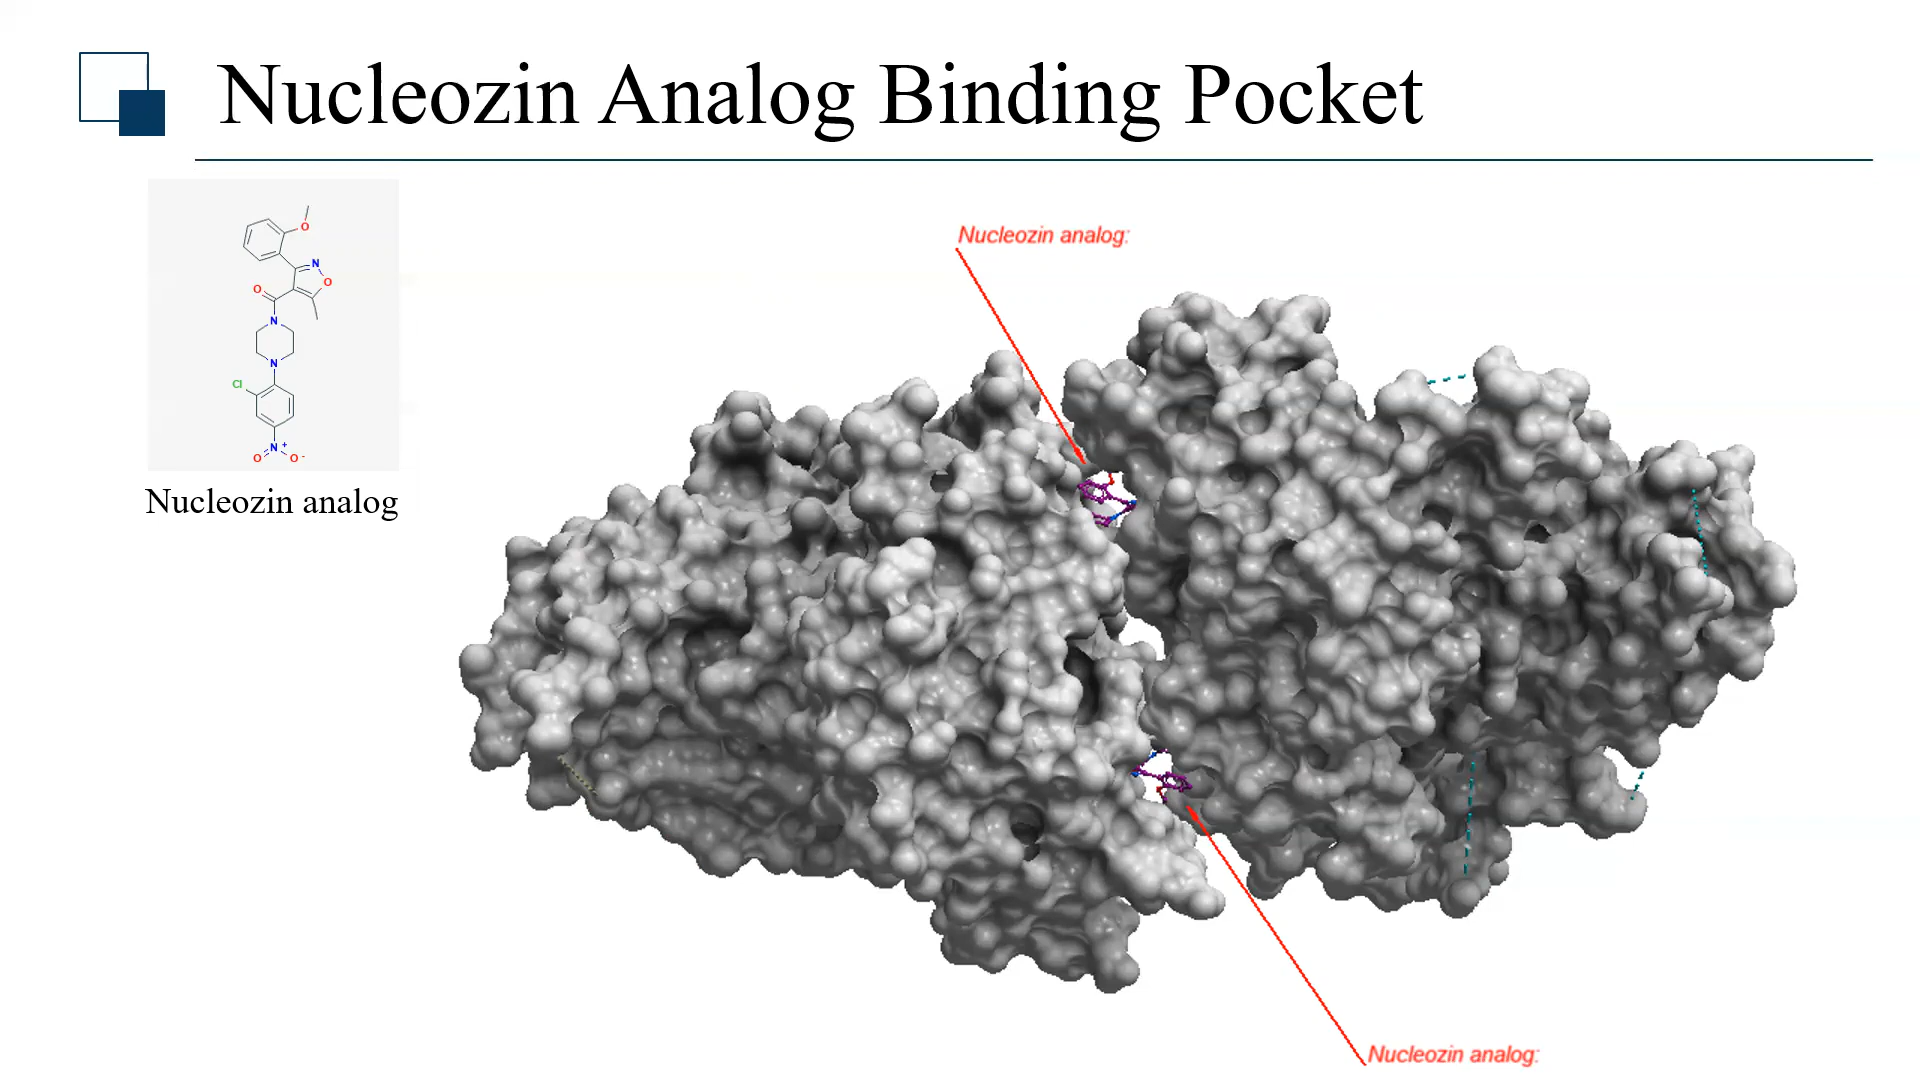 Nucleozin Analog Binding Pocket
O
N
O
O
N
N
Cl
N +
O O -
Nucleozin analog
Nucleozin analog:
Nucleozin analog: